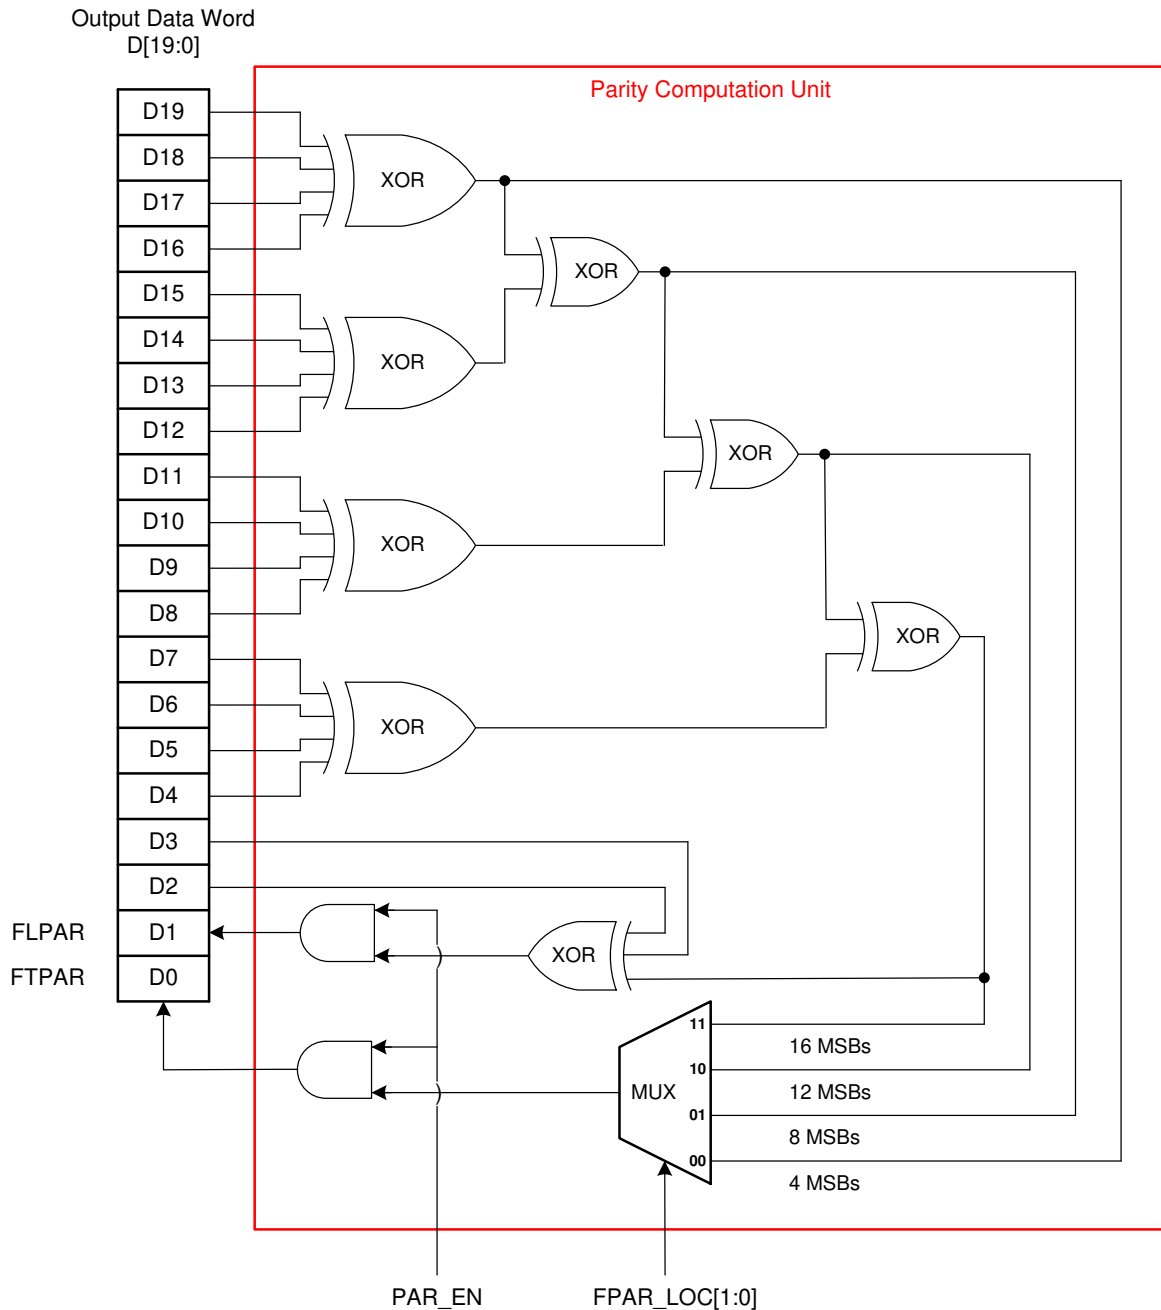 Output Data Word
D[19:0]
Parity Computation Unit
D19
D18
XOR
D17
D16
XOR
D15
D14
XOR
D13
D12
XOR
D11
D10
XOR
D9
D8
D7
XOR
D6
XOR
D5
D4
D3
D2
FLPAR
D1
XOR
FTPAR
D0
11
16 MSBs
10
MUX
12 MSBs
01
8 MSBs
00
4 MSBs
PAR_EN
FPAR_LOC[1:0]